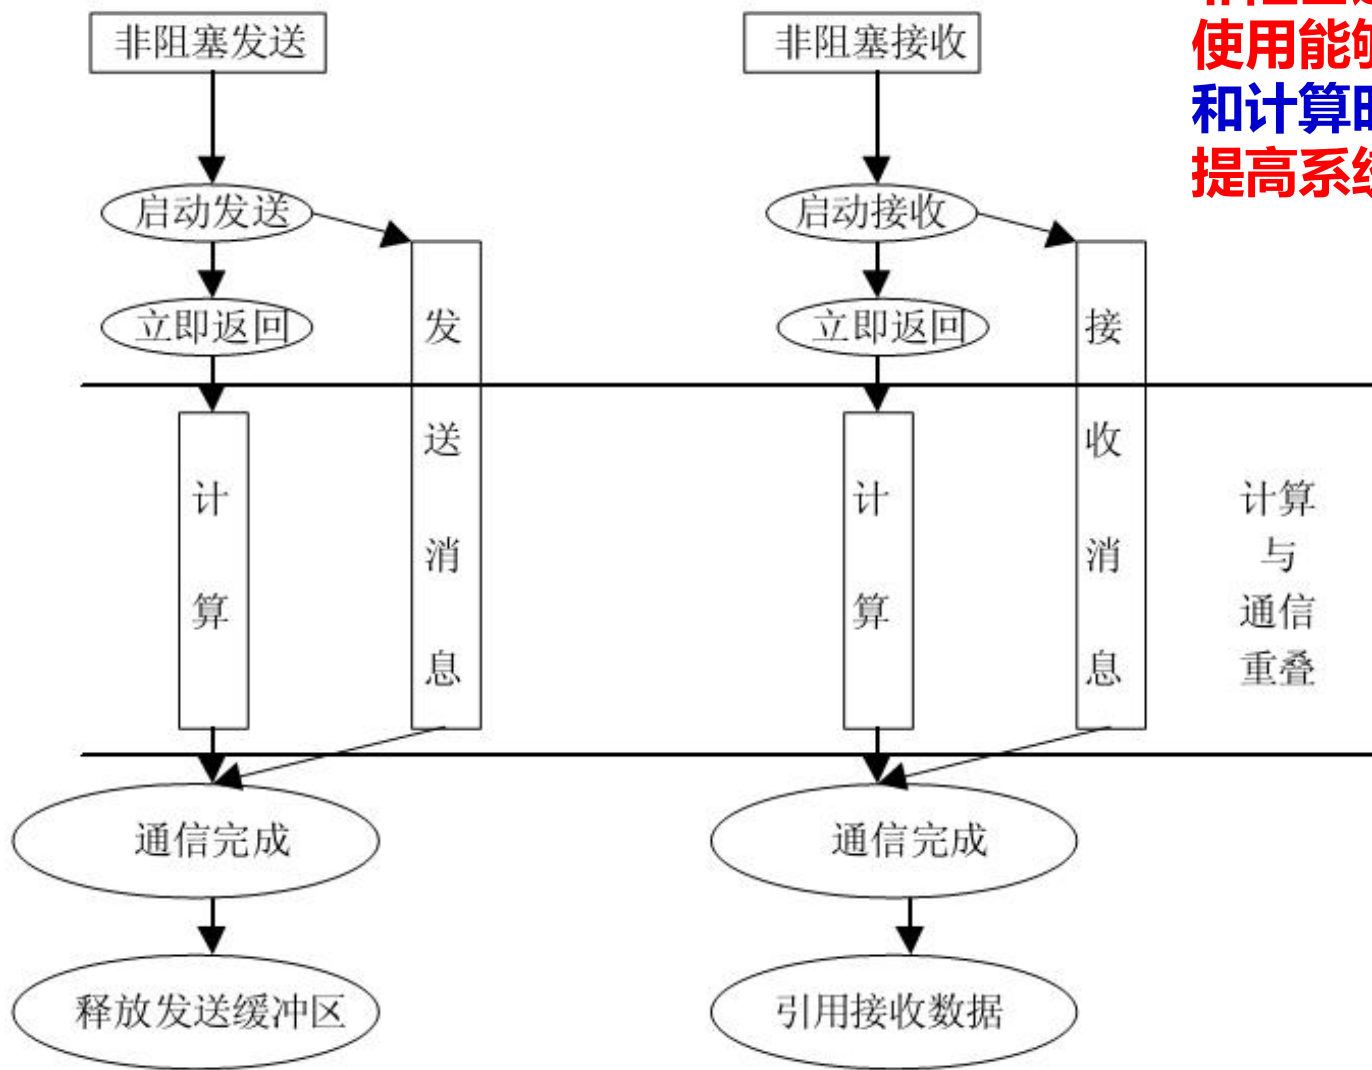 非阻塞发送
非阻塞接收
使用能
和计算
提高系
启动发送
启动接收
立即返回
立即返回
发送消息
接收消息
计算
计算
计算
与
通信
重叠
通信完成
通信完成
释放发送缓冲区
引用接收数据